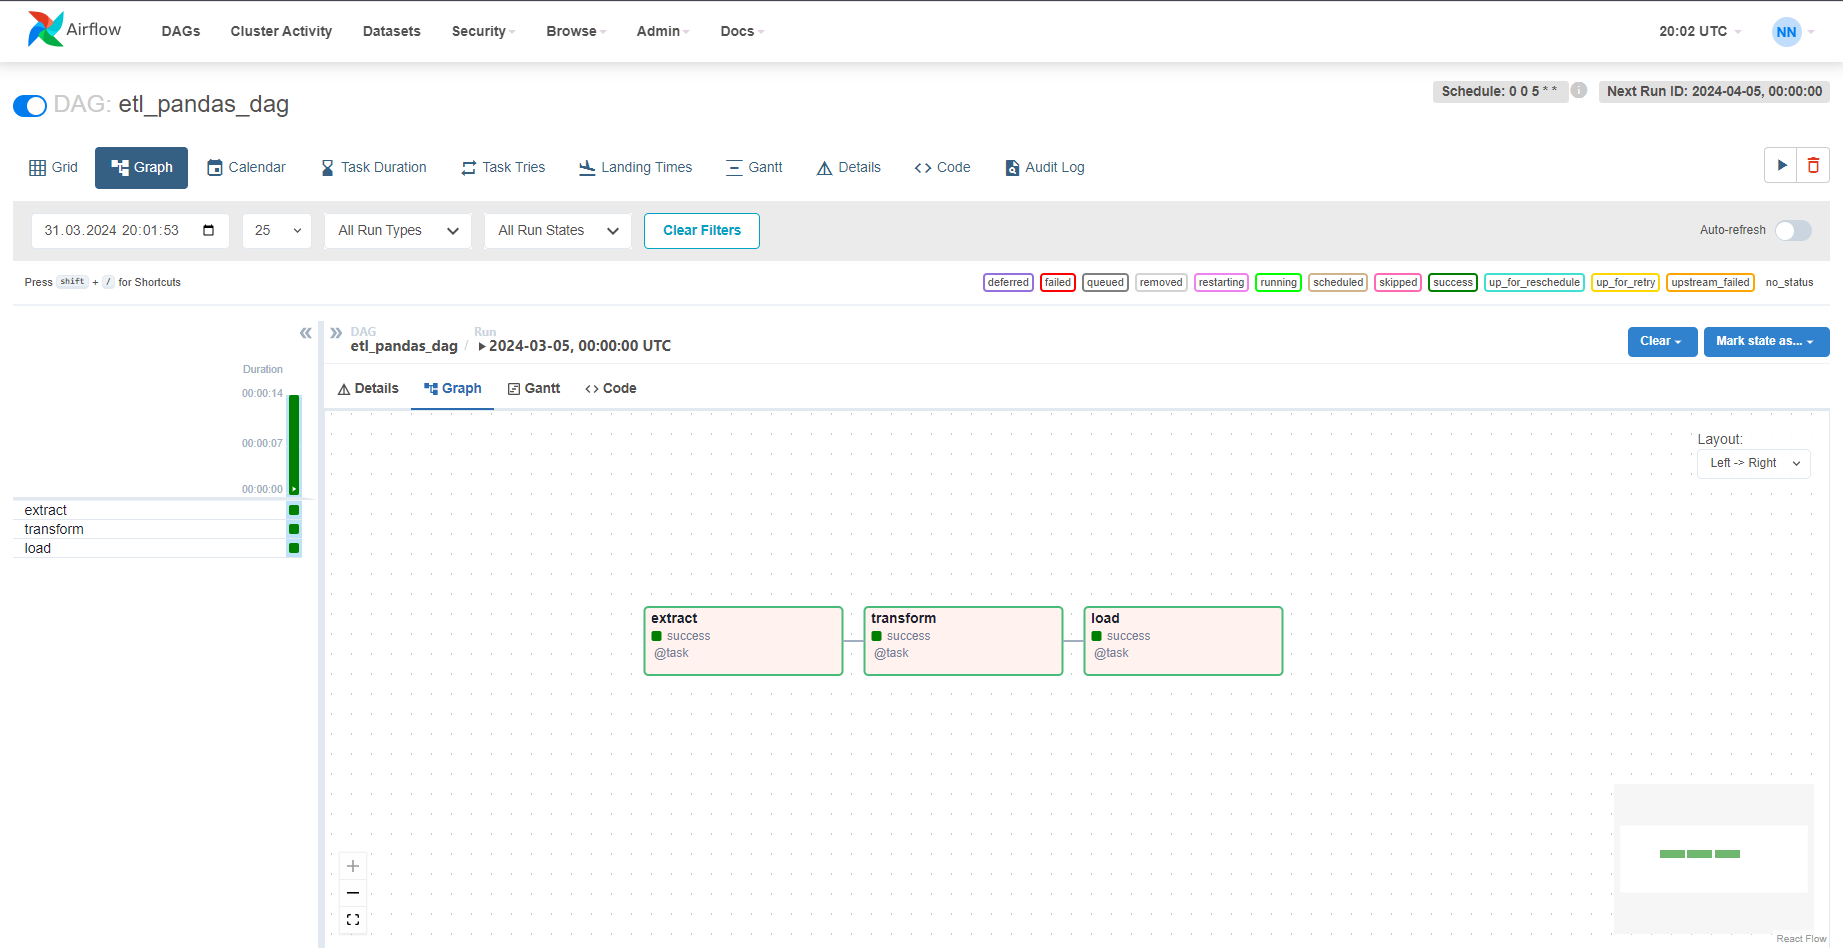 Airflow DAGs Cluster Activity Datasets Security Browse Admin Docs 20:02 UTC NN
DAG: etl_pandas_dag
Schedule: 0 0 5 * * i Next Run ID: 2024-04-05, 00:00:00
Grid Graph Calendar Task Duration Task Tries Landing Times Gantt Details Code Audit Log
31.03.2024 20:01:53 25 All Run Types All Run States Clear Filters Auto-refresh
Press shift + / for Shortcuts
deferred failed queued removed restarting running scheduled skipped success up_for_reschedule up_for_retry upstream_failed no_status
DAG Run
etl_pandas_dag / 2024-03-05, 00:00:00 UTC
Clear Mark state as...
Duration
00:00:14
00:00:07
00:00:00
extract
transform
load
Details Graph Gantt Code
Layout:
Left -> Right
extract
success
@task
transform
success
@task
load
success
@task
React Flow